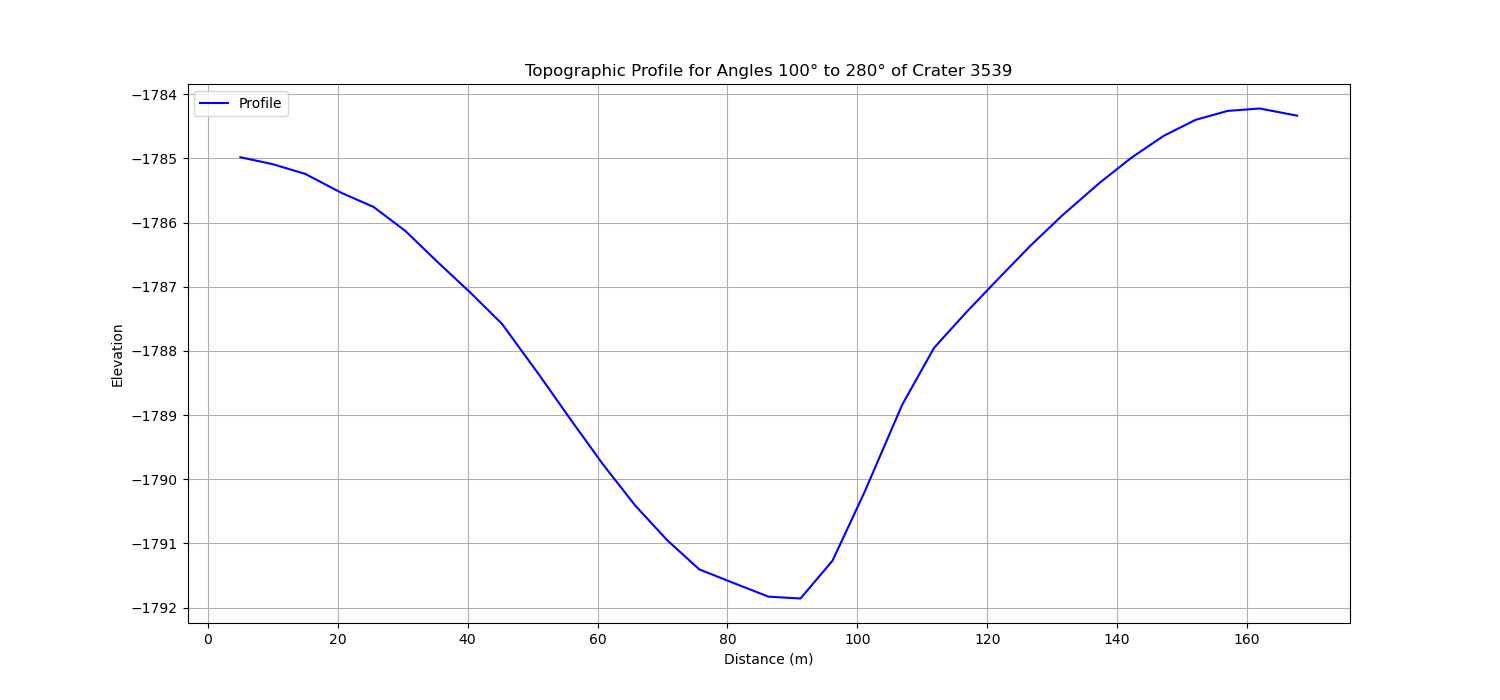 Topographic Profile for Angles 100° to 280° of Crater 3539
Profile
−1784
−1785
−1786
−1787
−1788
−1789
−1790
−1791
−1792
Elevation
0 20 40 60 80 100 120 140 160
Distance (m)